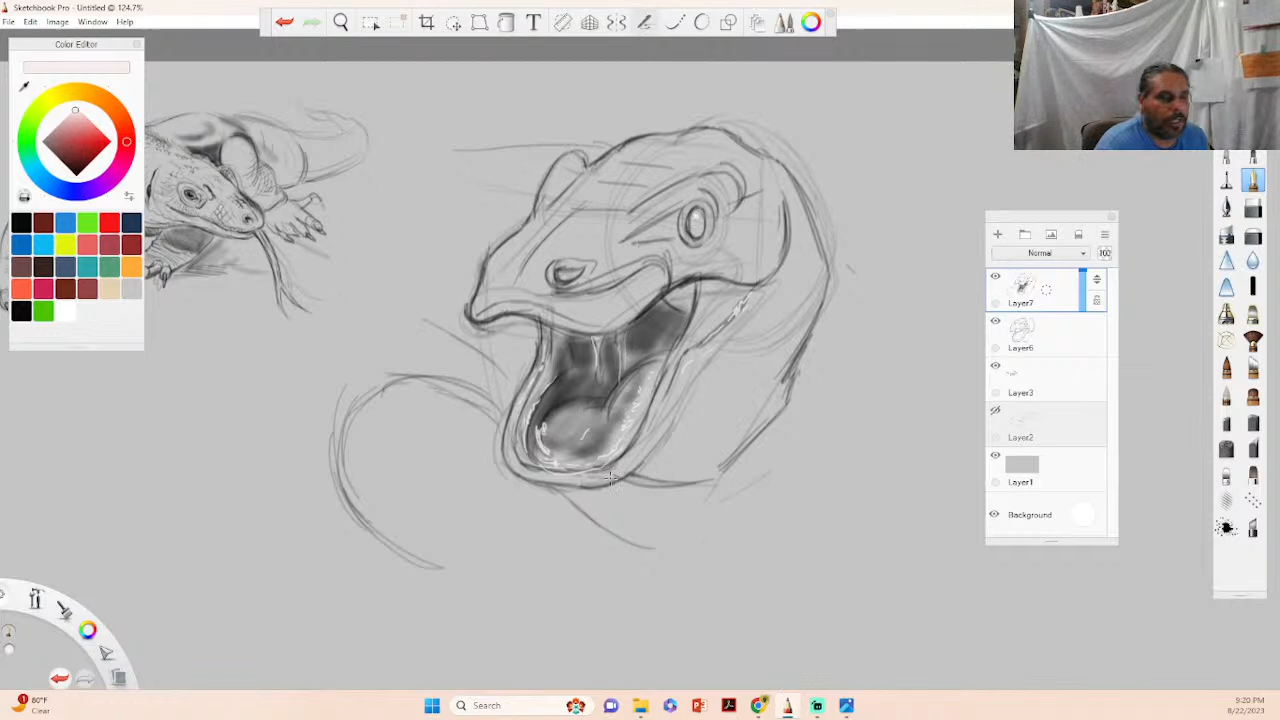 Sketchbook Pro - Untitled @ 124.7%
Edit Image Window Help
Color Editor
Normal
100
Layer7
Layer6
Layer3
Layer2
Layer1
Background
80°F
Clear
Search
9:20 PM
8/22/2023